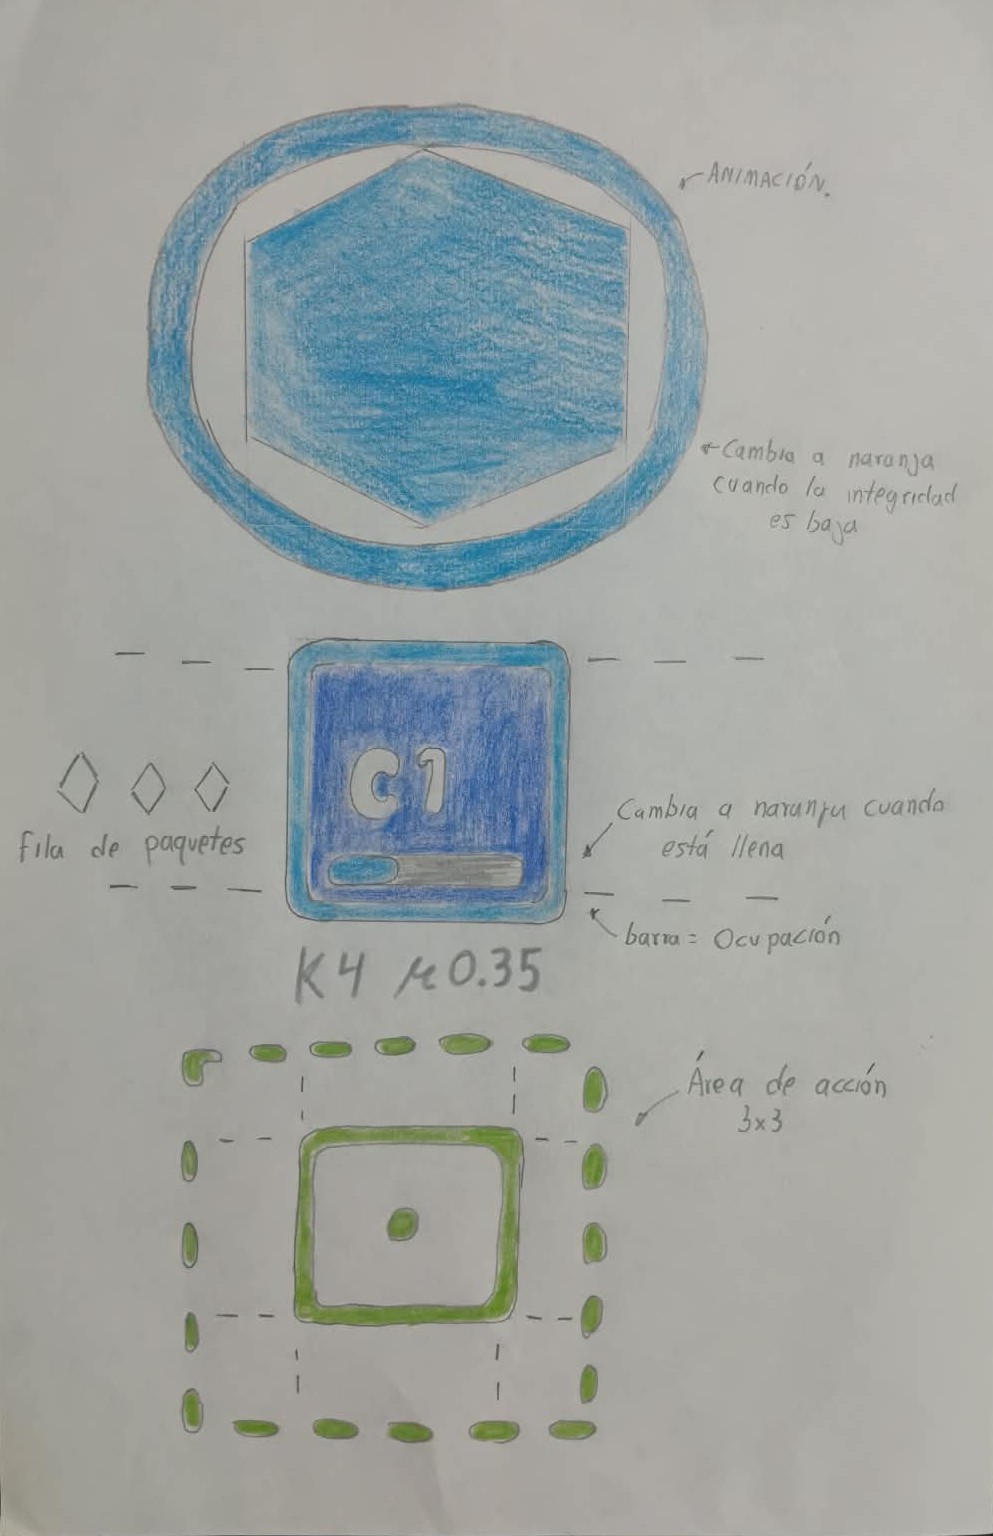 ANIMACIÓN.
Cambia a naranja
cuando la integridad
es baja
C1
fila de paquetes
Cambia a naranja cuando
está llena
barra = Ocupación
K4 μ0.35
Área de acción
3x3